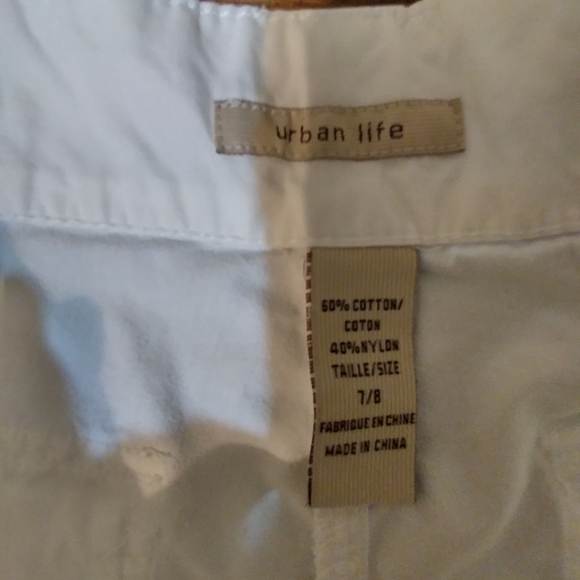 urban life
60% COTTON/
COTON
40%NYLON
TAILLE/SIZE
7/8
FABRIQUE EN CHINE
MADE IN CHINA